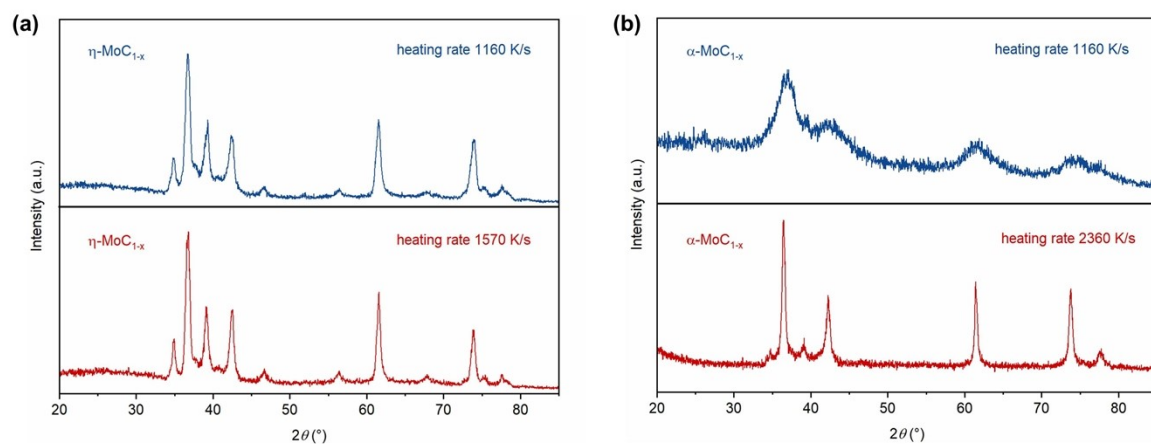 (a)
η-MoC1-x
heating rate 1160 K/s
η-MoC1-x
heating rate 1570 K/s
Intensity (a.u.)
20 30 40 50 60 70 80
2θ (°)
(b)
α-MoC1-x
heating rate 1160 K/s
α-MoC1-x
heating rate 2360 K/s
Intensity (a.u.)
20 30 40 50 60 70 80
2θ (°)